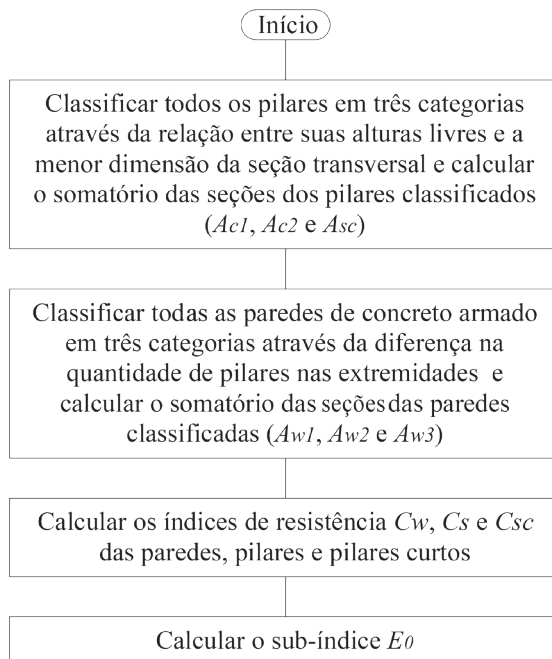 Início
Classificar todos os pilares em três categorias
através da relação entre suas alturas livres e a
menor dimensão da seção transversal e calcular
o somatório das seções dos pilares classificados
(Ac1, Ac2 e Asc)
Classificar todas as paredes de concreto armado
em três categorias através da diferença na
quantidade de pilares nas extremidades e
calcular o somatório das seções das paredes
classificadas (Aw1, Aw2 e Aw3)
Calcular os índices de resistência Cw, Cs e Csc
das paredes, pilares e pilares curtos
Calcular o sub-índice E0